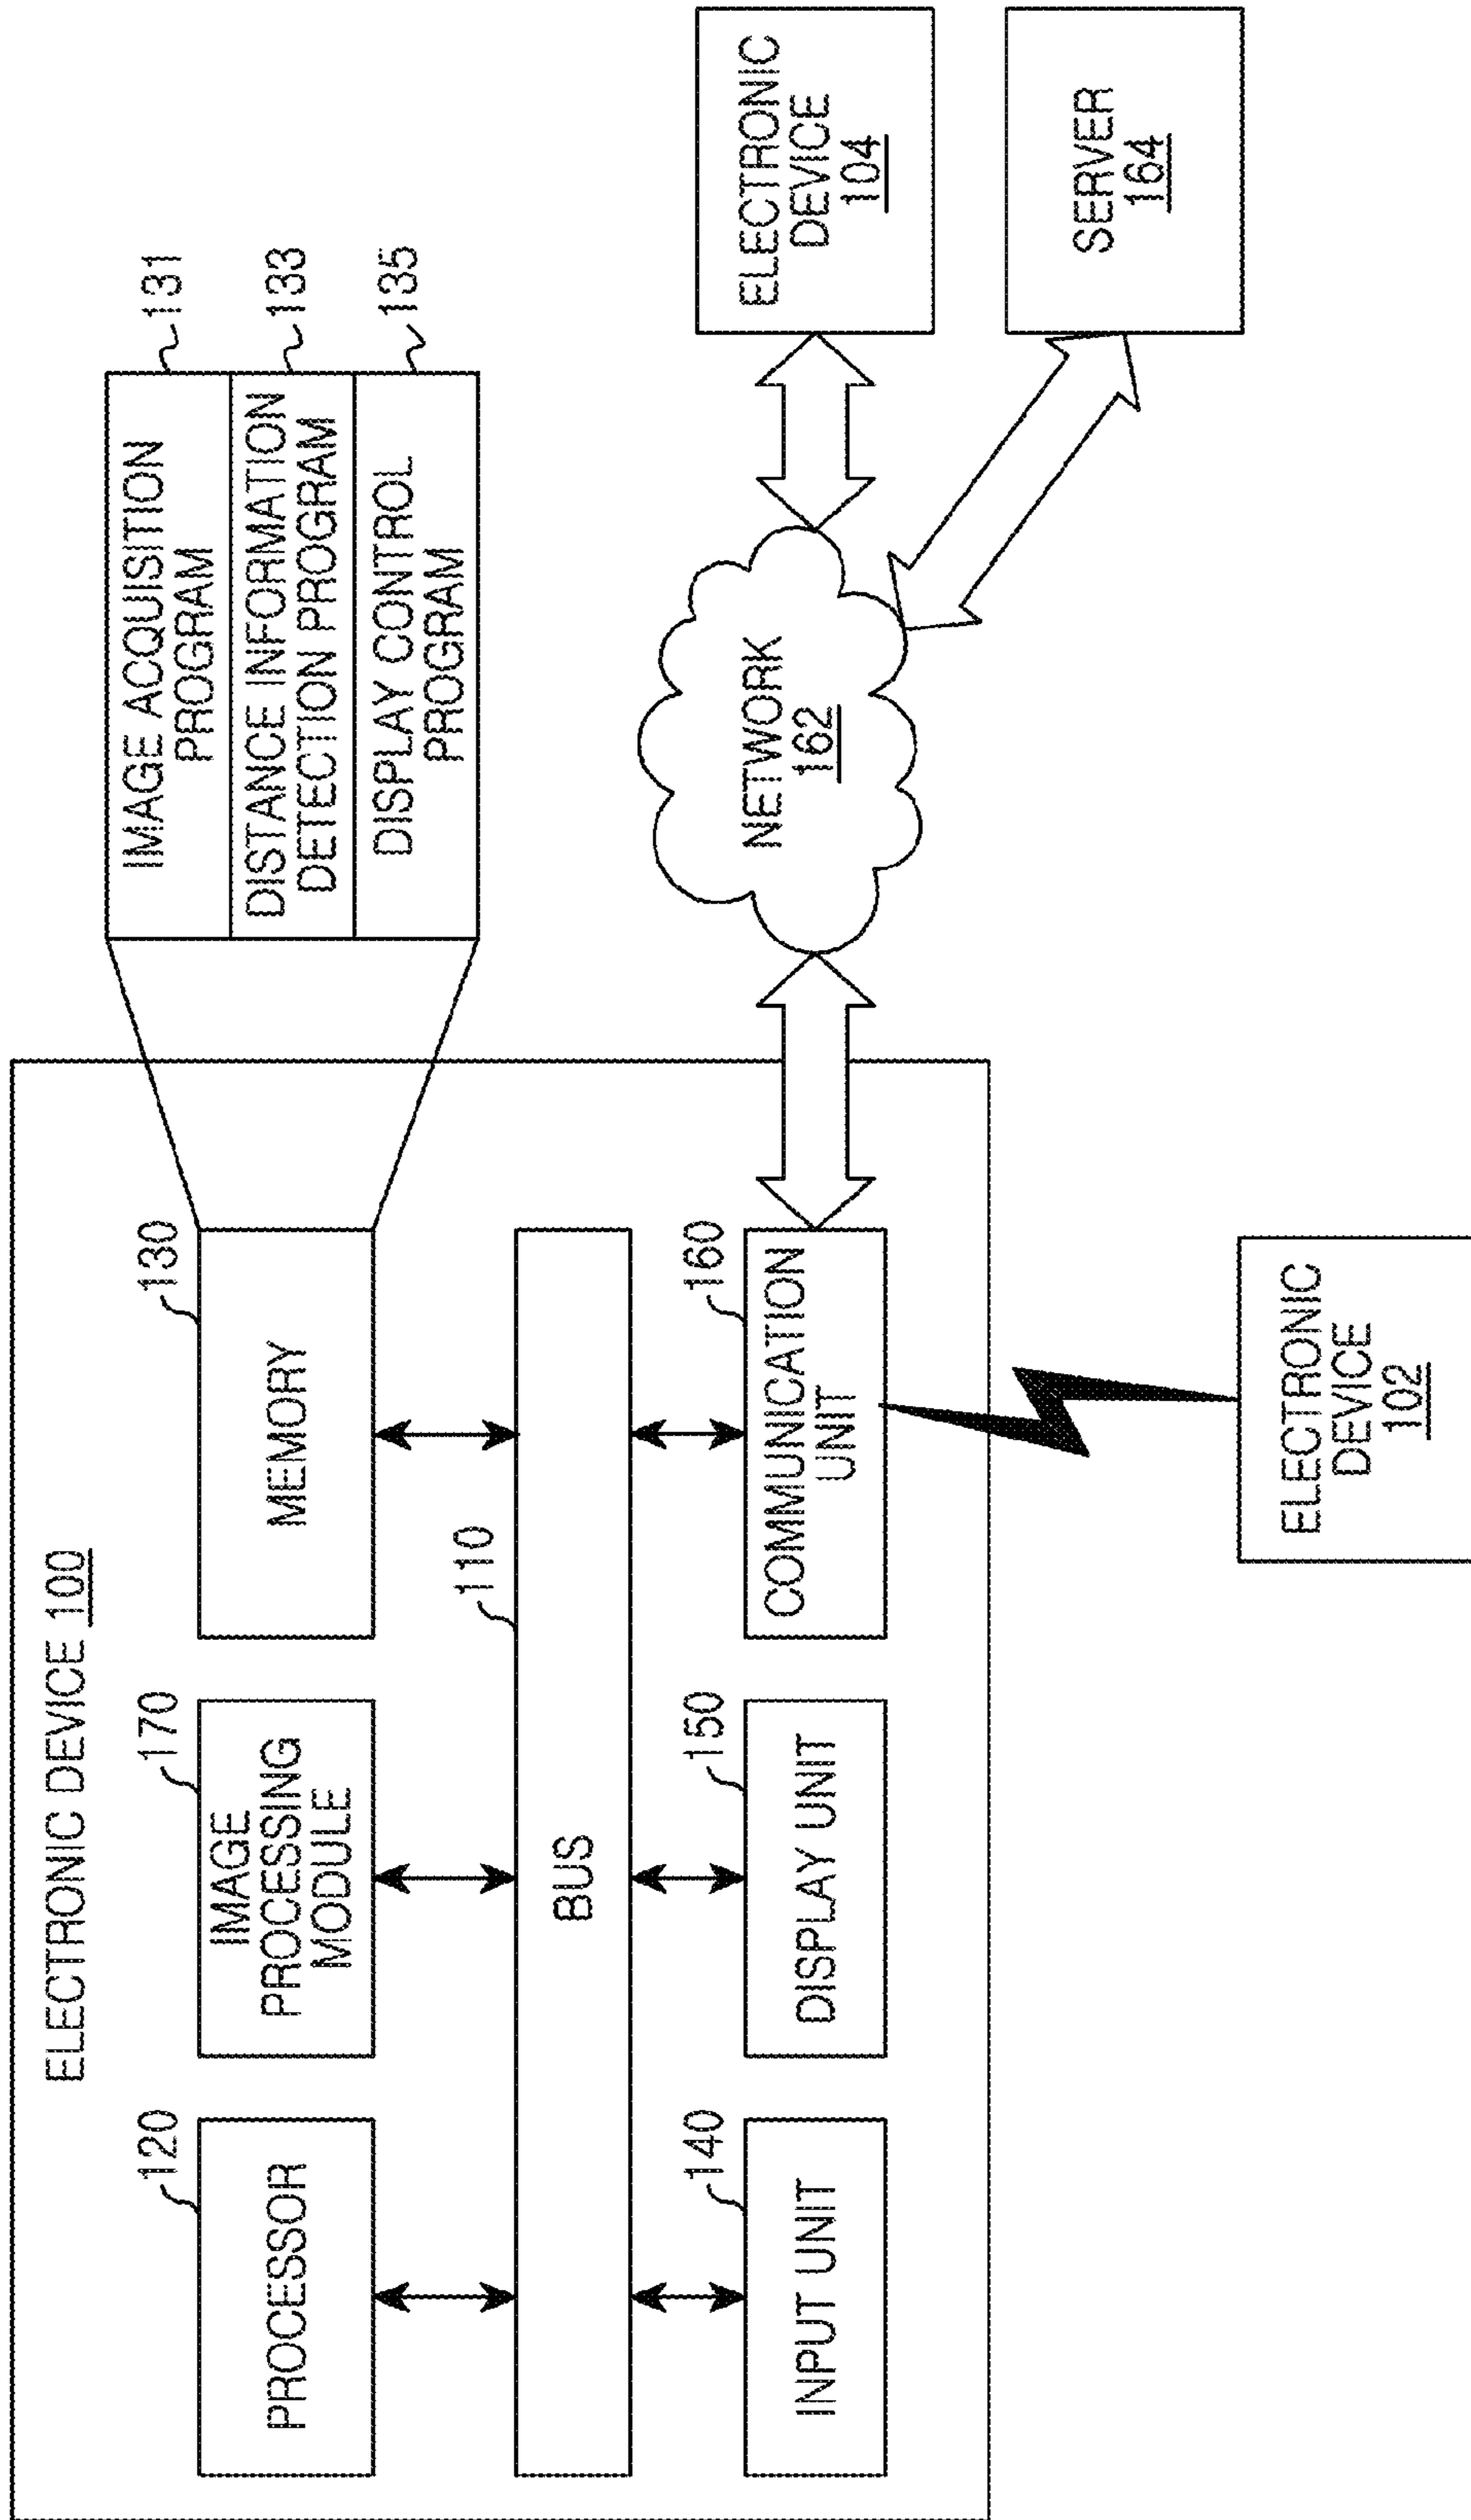 ELECTRONIC DEVICE 100
120
PROCESSOR
170
IMAGE
PROCESSING
MODULE
130
MEMORY
IMAGE ACQUISITION
PROGRAM
131
DISTANCE INFORMATION
DETECTION PROGRAM
133
DISPLAY CONTROL
PROGRAM
135
110
BUS
140
INPUT UNIT
150
DISPLAY UNIT
160
COMMUNICATION
UNIT
NETWORK
162
ELECTRONIC
DEVICE
104
SERVER
164
ELECTRONIC
DEVICE
102